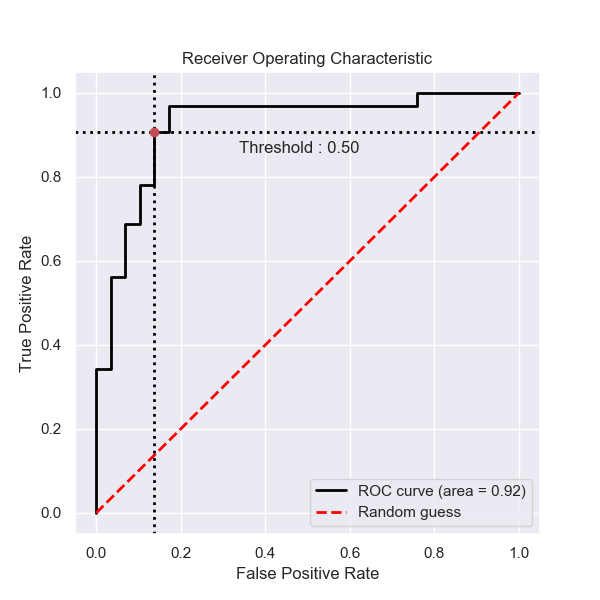 Receiver Operating Characteristic
1.0
0.8
0.6
0.4
0.2
0.0
True Positive Rate
Threshold : 0.50
ROC curve (area = 0.92)
Random guess
0.0 0.2 0.4 0.6 0.8 1.0
False Positive Rate